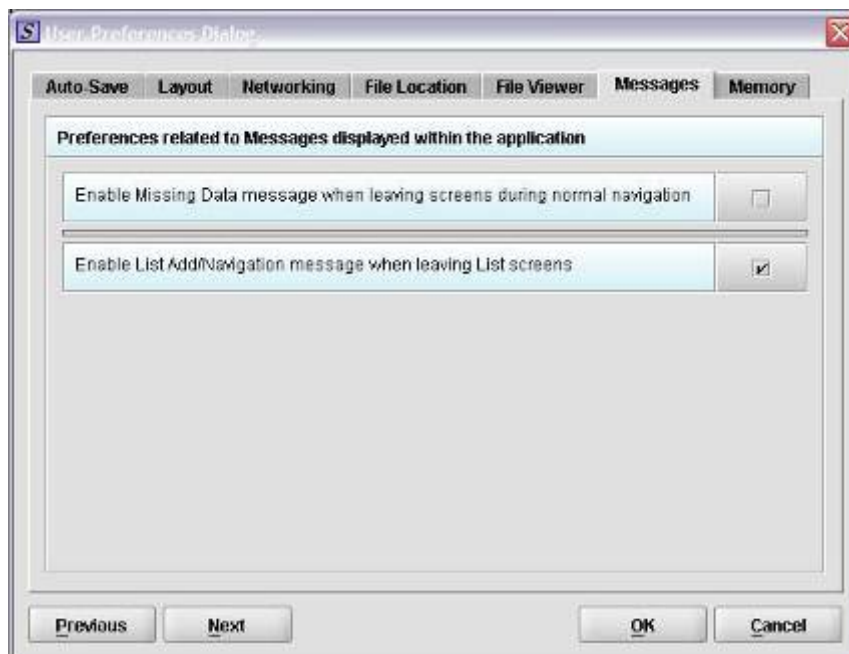 S User Preferences Dialog
Auto-Save Layout Networking File Location File Viewer Messages Memory
Preferences related to Messages displayed within the application
Enable Missing Data message when leaving screens during normal navigation
Enable List Add/Navigation message when leaving List screens
Previous Next OK Cancel